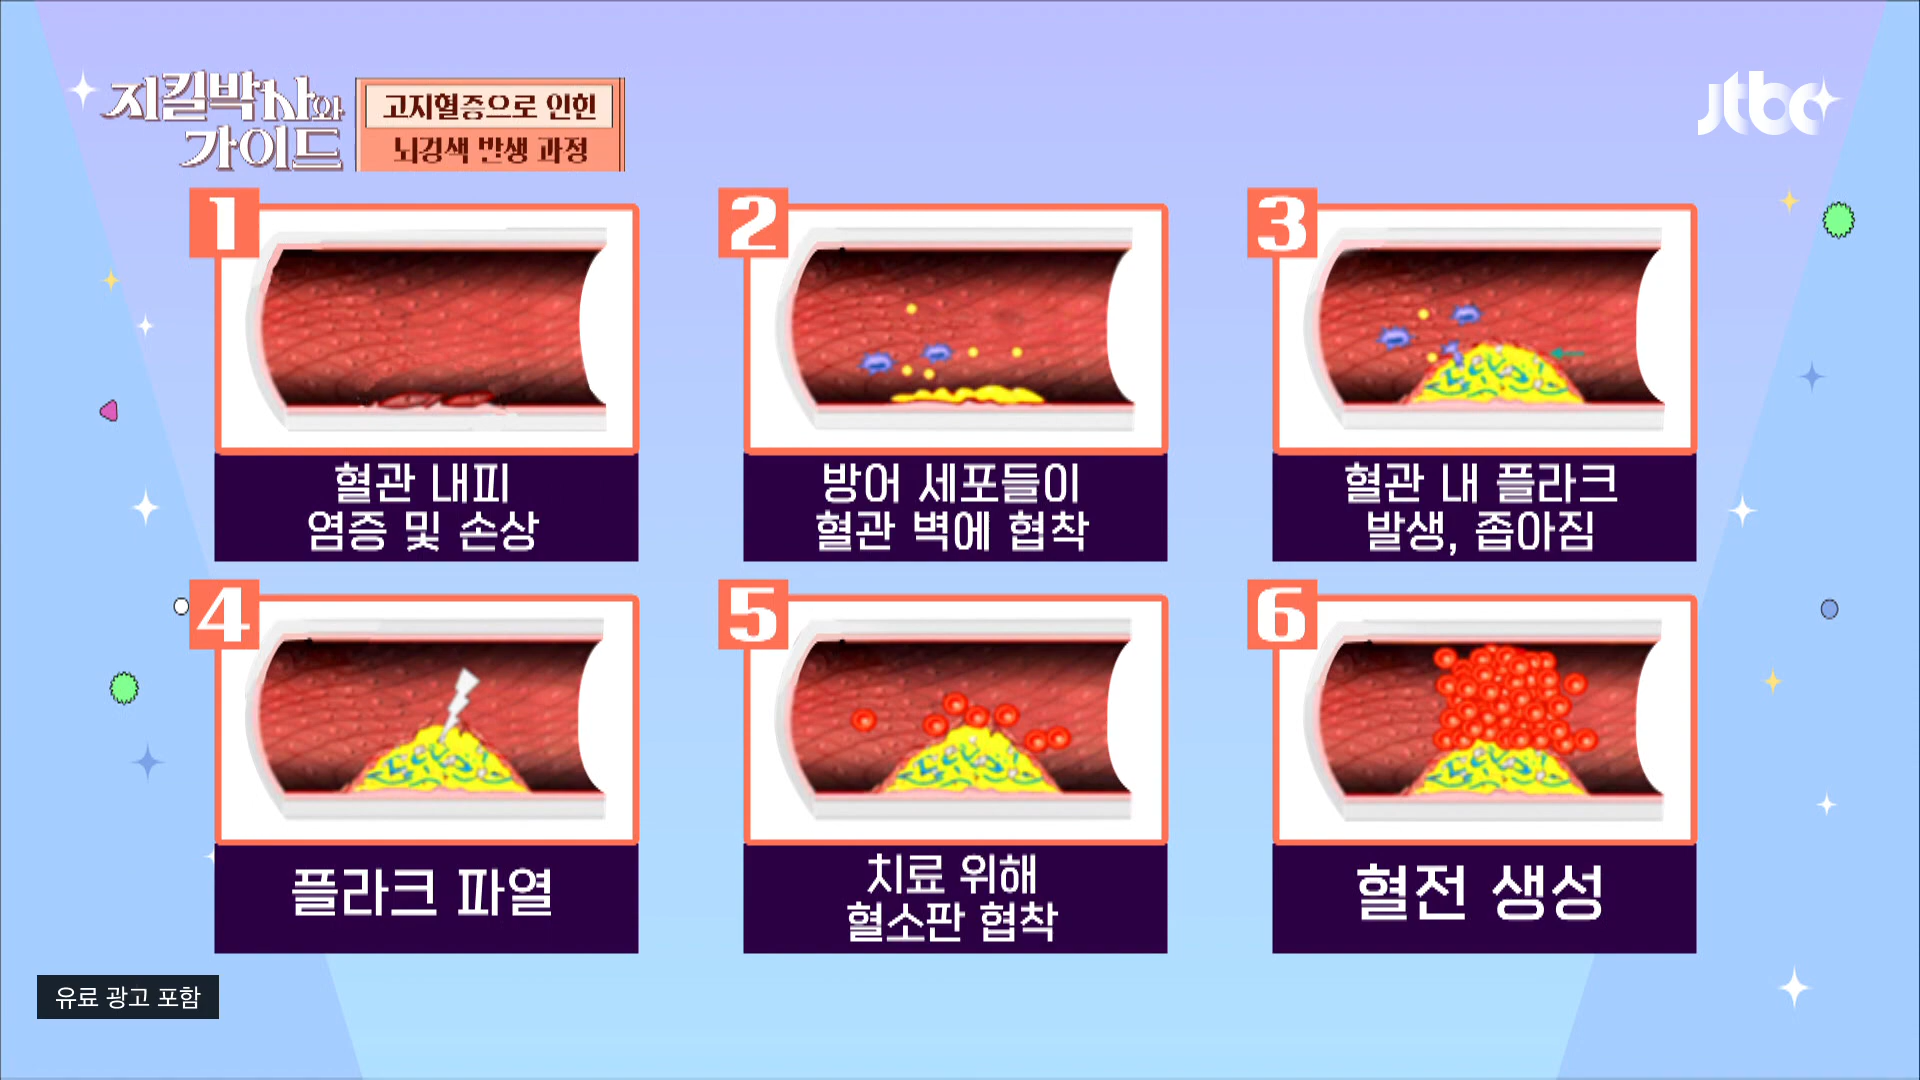 지킬박사와
가이드
고지혈증으로 인한
뇌경색 발생 과정
jtbc
1
혈관 내피
염증 및 손상
2
방어 세포들이
혈관 벽에 협착
3
혈관 내 플라크
발생, 좁아짐
4
플라크 파열
5
치료 위해
혈소판 협착
6
혈전 생성
유료 광고 포함